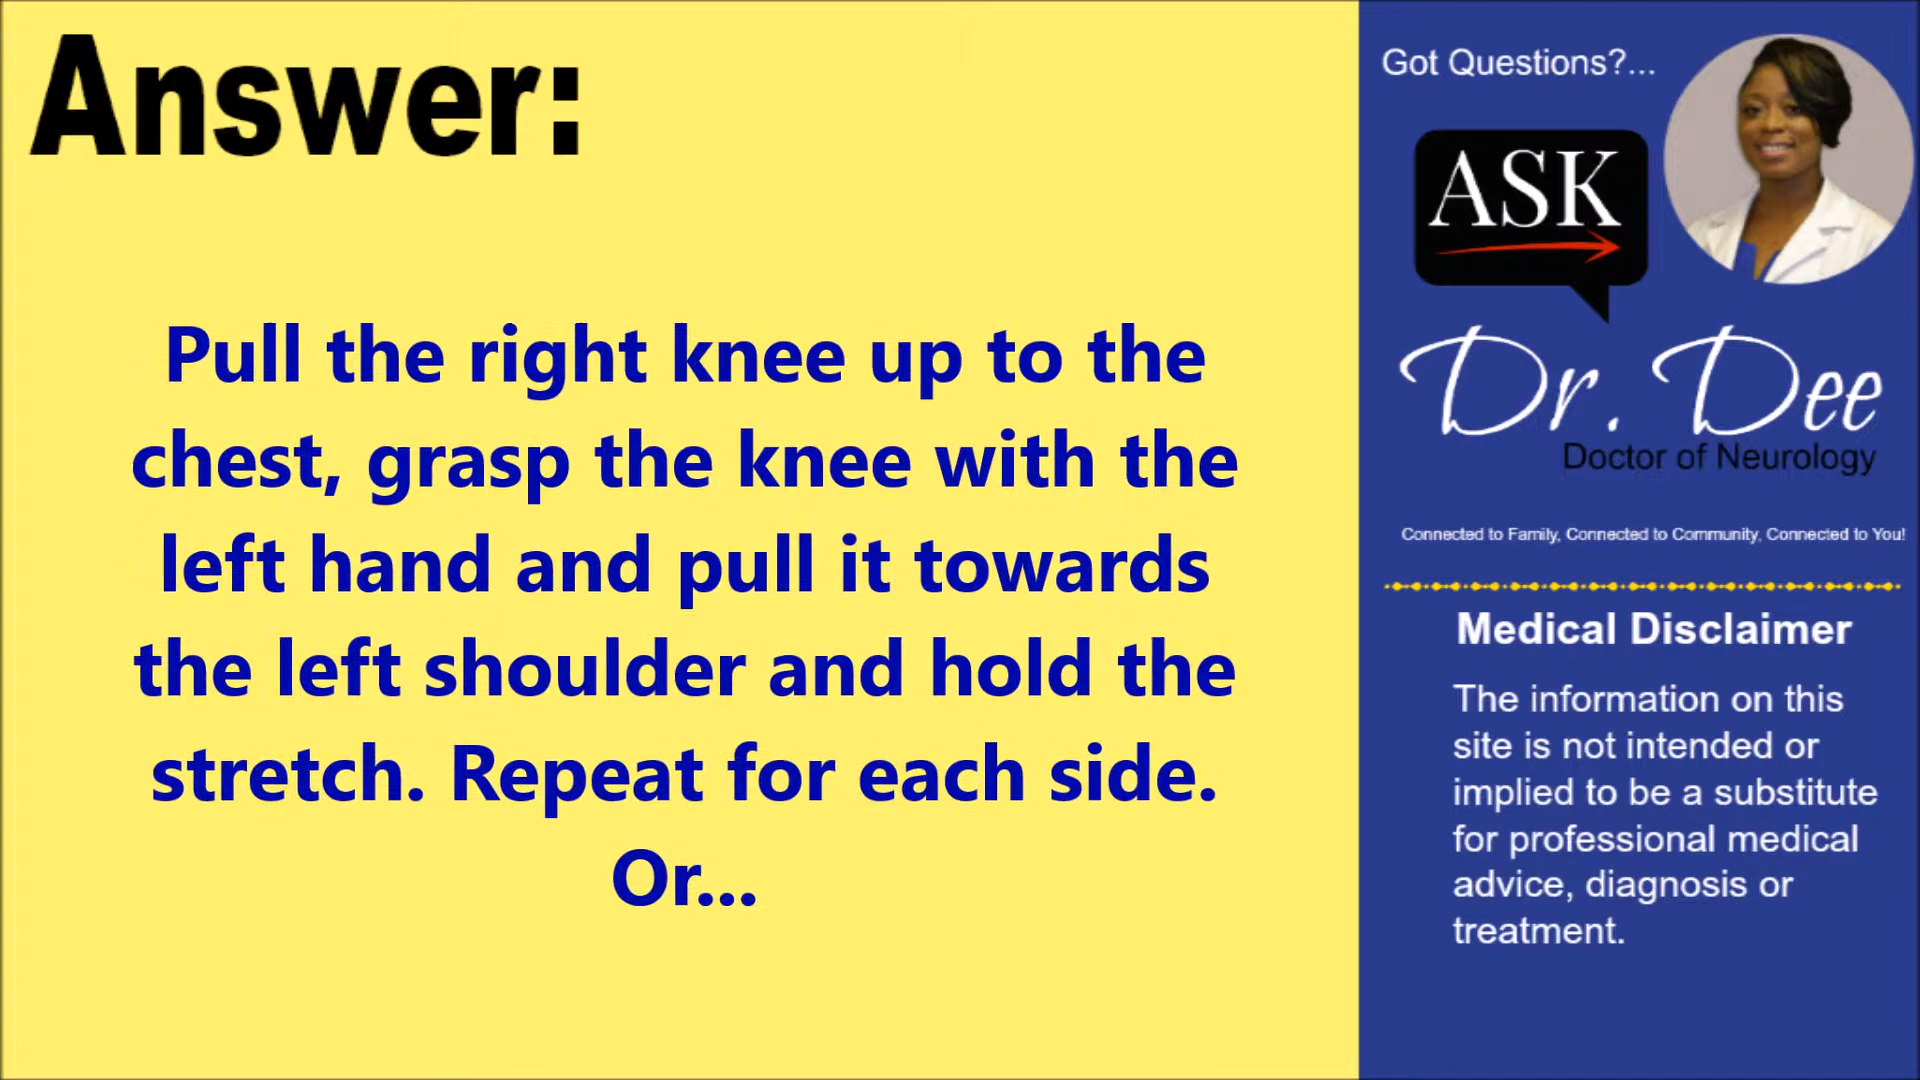 Answer:
Pull the right knee up to the
chest, grasp the knee with the
left hand and pull it towards
the left shoulder and hold the
stretch. Repeat for each side.
Or...
Got Questions?...
ASK
Dr. Dee
Doctor of Neurology
Connected to Family, Connected to Community, Connected to You!
Medical Disclaimer
The information on this
site is not intended or
implied to be a substitute
for professional medical
advice, diagnosis or
treatment.